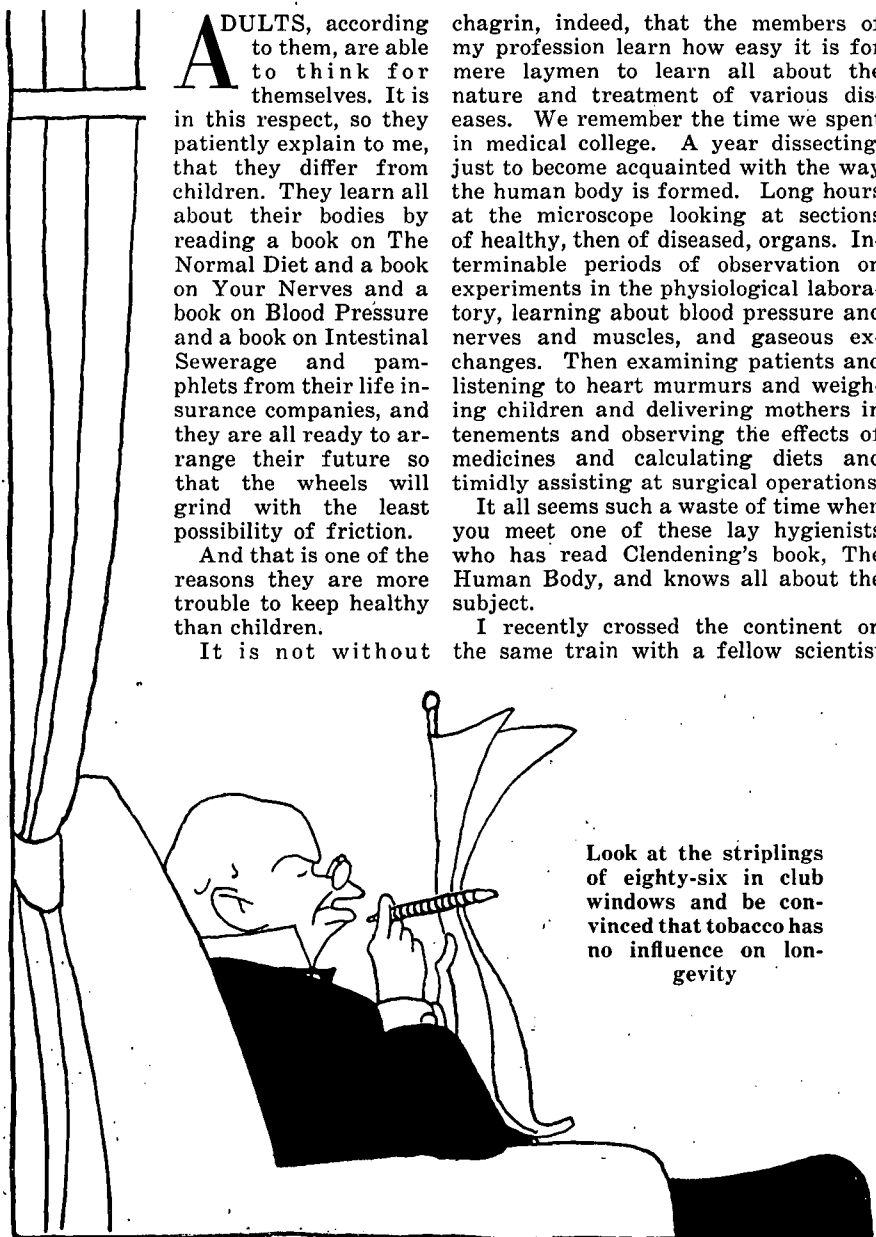 ADULTS, according
to them, are able
to think for
themselves. It is
in this respect, so they
patiently explain to me,
that they differ from
children. They learn all
about their bodies by
reading a book on The
Normal Diet and a book
on Your Nerves and a
book on Blood Pressure
and a book on Intestinal
Sewerage and pam-
phlets from their life in-
surance companies, and
they are all ready to ar-
range their future so
that the wheels will
grind with the least
possibility of friction.
And that is one of the
reasons they are more
trouble to keep healthy
than children.
It is not without
chagrin, indeed, that the members of
my profession learn how easy it is for
mere laymen to learn all about the
nature and treatment of various dis-
eases. We remember the time we spent
in medical college. A year dissecting
just to become acquainted with the way
the human body is formed. Long hours
at the microscope looking at sections
of healthy, then of diseased, organs. In-
terminable periods of observation on
experiments in the physiological labora-
tory, learning about blood pressure and
nerves and muscles, and gaseous ex-
changes. Then examining patients and
listening to heart murmurs and weigh-
ing children and delivering mothers in
tenements and observing the effects of
medicines and calculating diets and
timidly assisting at surgical operations
It all seems such a waste of time when
you meet one of these lay hygienists
who has read Clendening's book, The
Human Body, and knows all about the
subject.
I recently crossed the continent on
the same train with a fellow scientist
Look at the striplings
of eighty-six in club
windows and be con-
vinced that tobacco has
no influence on lon-
gevity